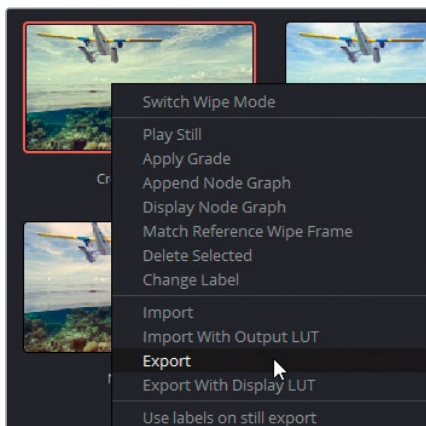 Switch Wipe Mode
Play Still
Apply Grade
Append Node Graph
Display Node Graph
Match Reference Wipe Frame
Delete Selected
Change Label
Cr
Import
Import With Output LUT
Export
Export With Display LUT
Use labels on still export